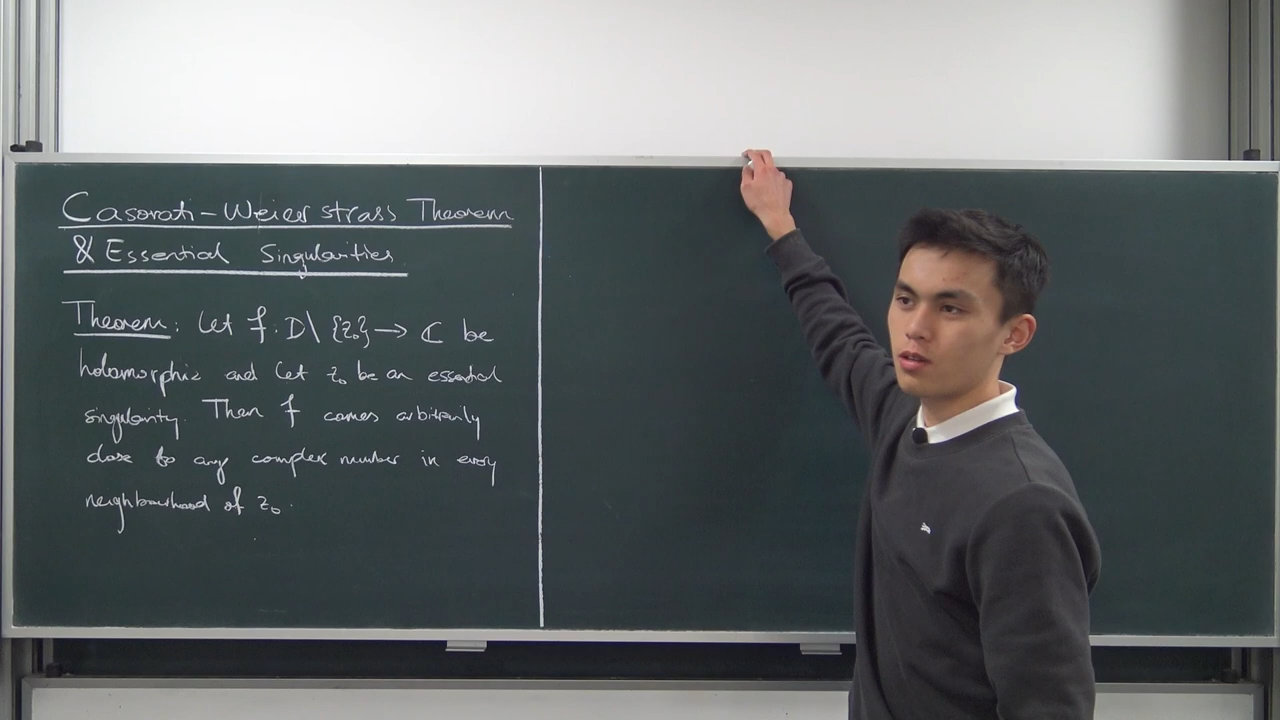 Casorati-Weierstrass Theorem
& Essential Singularities.
Theorem: Let f: D\ {z₀} → ℂ be
holomorphic and let z₀ be an essential
singularity. Then f comes arbitrarily
close to any complex number in every
neighbourhood of z₀.